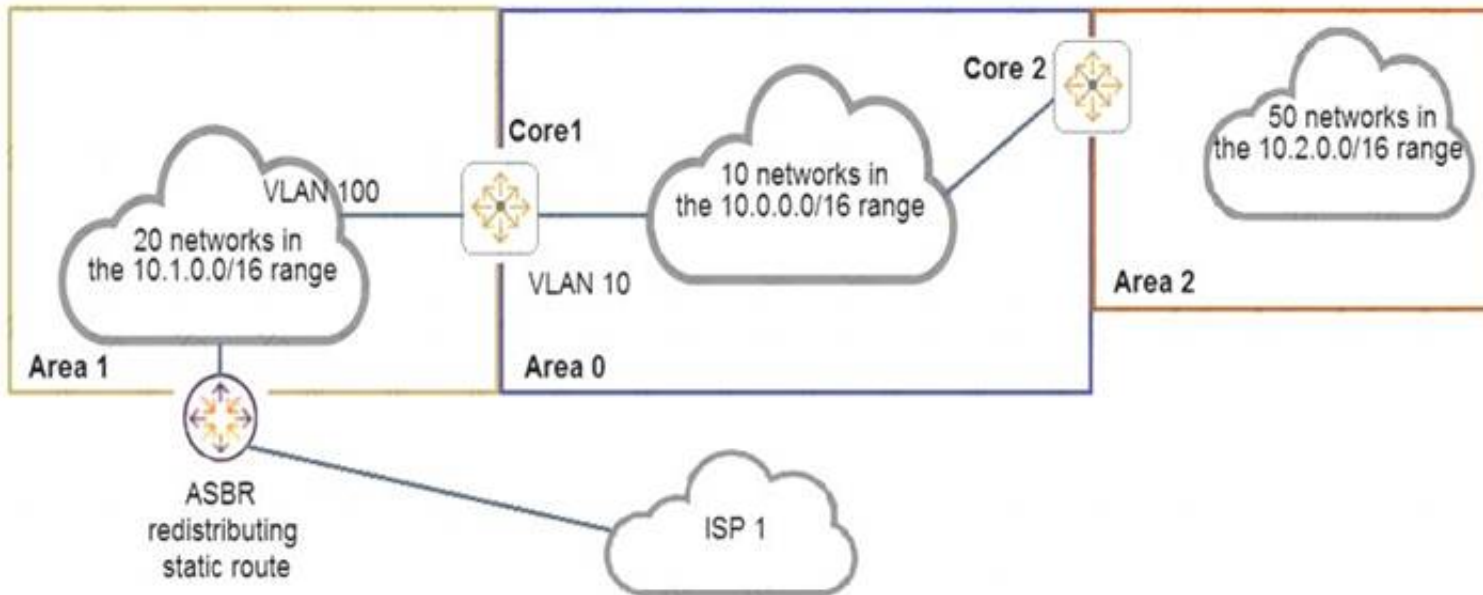 Core 2
50 networks in
the 10.2.0.0/16 range
Core1
VLAN 100
10 networks in
the 10.0.0.0/16 range
20 networks in
the 10.1.0.0/16 range
VLAN 10
Area 2
Area 1
Area 0
ASBR
redistributing
static route
ISP 1